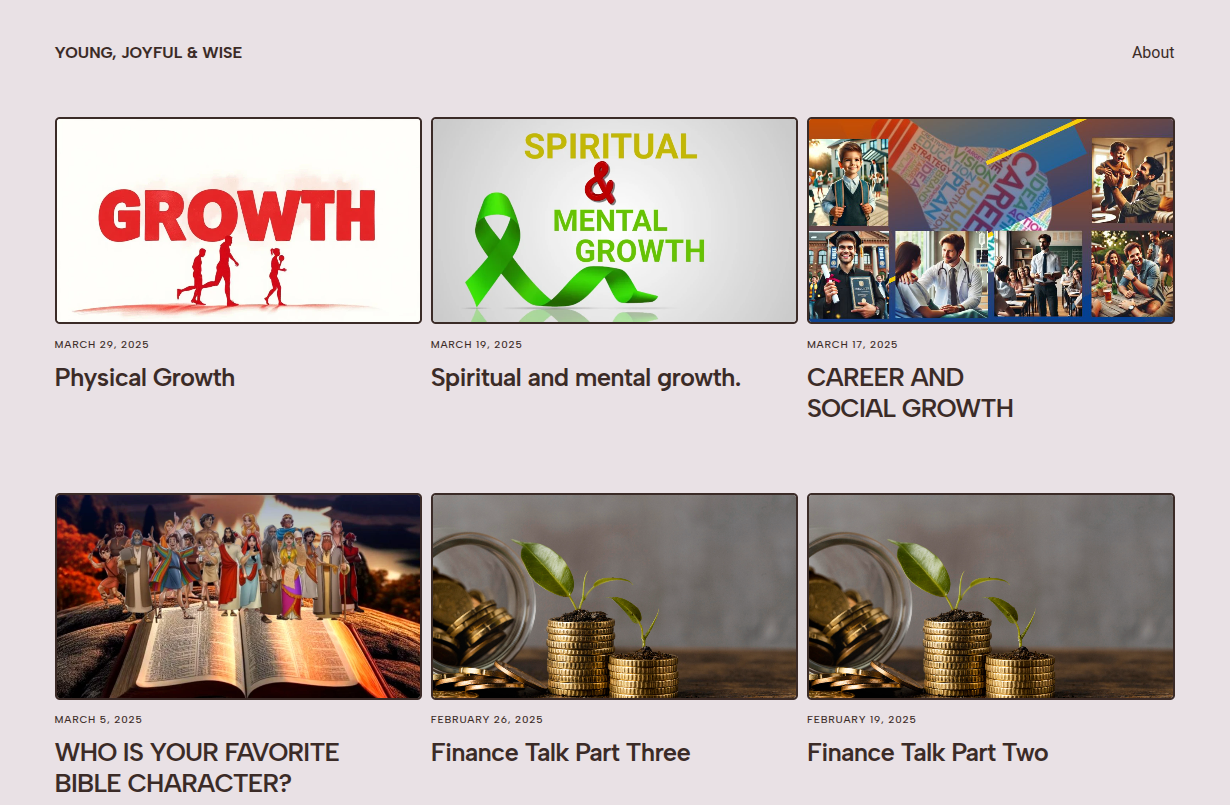 YOUNG, JOYFUL & WISE
About
GROWTH
SPIRITUAL
&
MENTAL
GROWTH
VISION
STRATEGY
FUTURE
PLAN
CAREER
IDEA
ACTION
MARCH 29, 2025
MARCH 19, 2025
MARCH 17, 2025
Physical Growth
Spiritual and mental growth.
CAREER AND
SOCIAL GROWTH
MARCH 5, 2025
FEBRUARY 26, 2025
FEBRUARY 19, 2025
WHO IS YOUR FAVORITE
BIBLE CHARACTER?
Finance Talk Part Three
Finance Talk Part Two